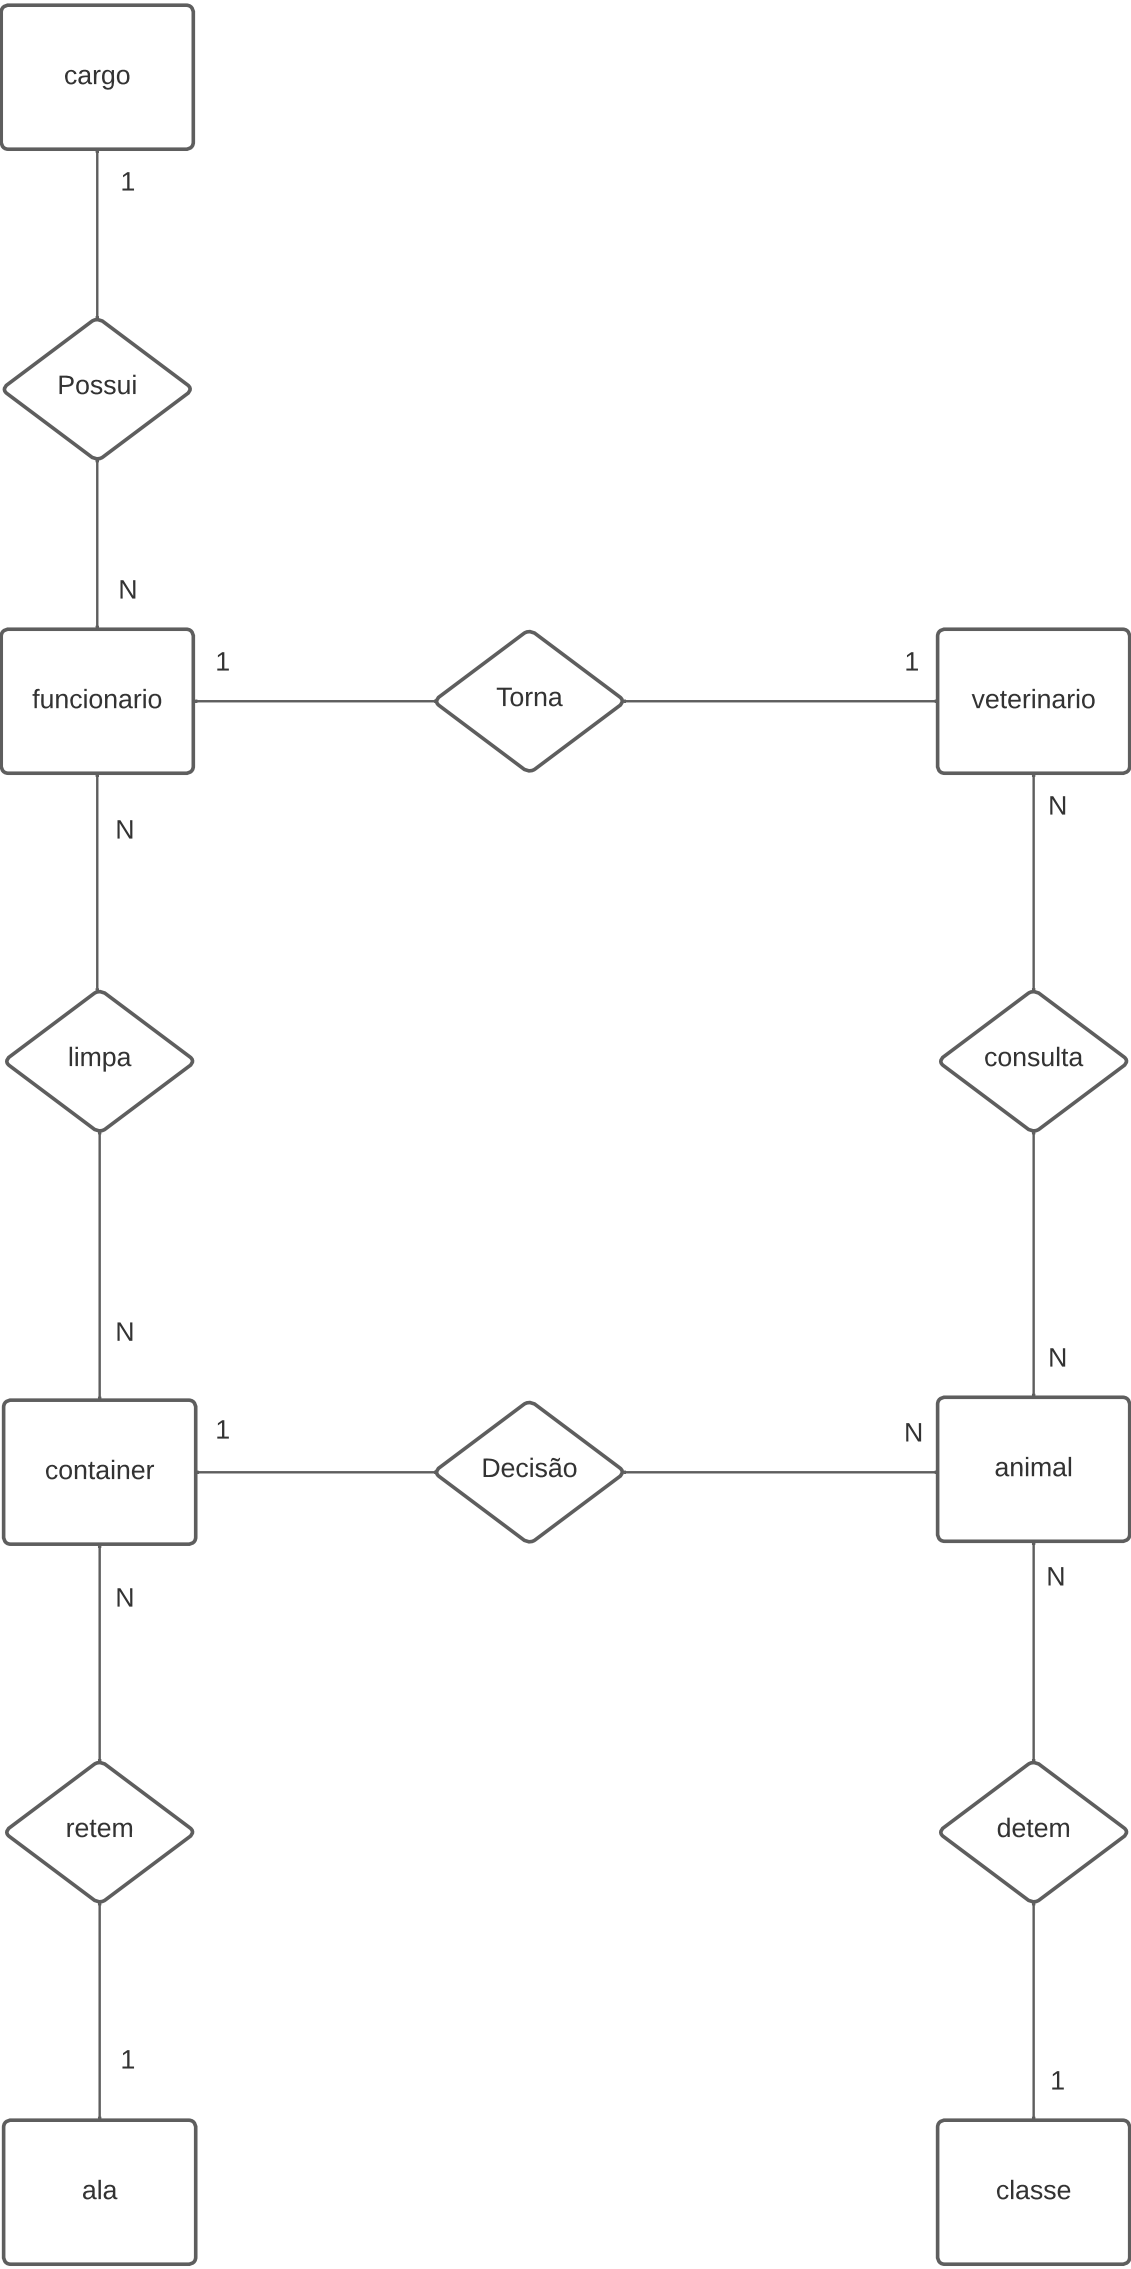 cargo
1
Possui
N
funcionario
1
Torna
1
veterinario
N
N
limpa
consulta
N
N
container
1
Decisão
N
animal
N
N
retem
detem
1
1
ala
classe